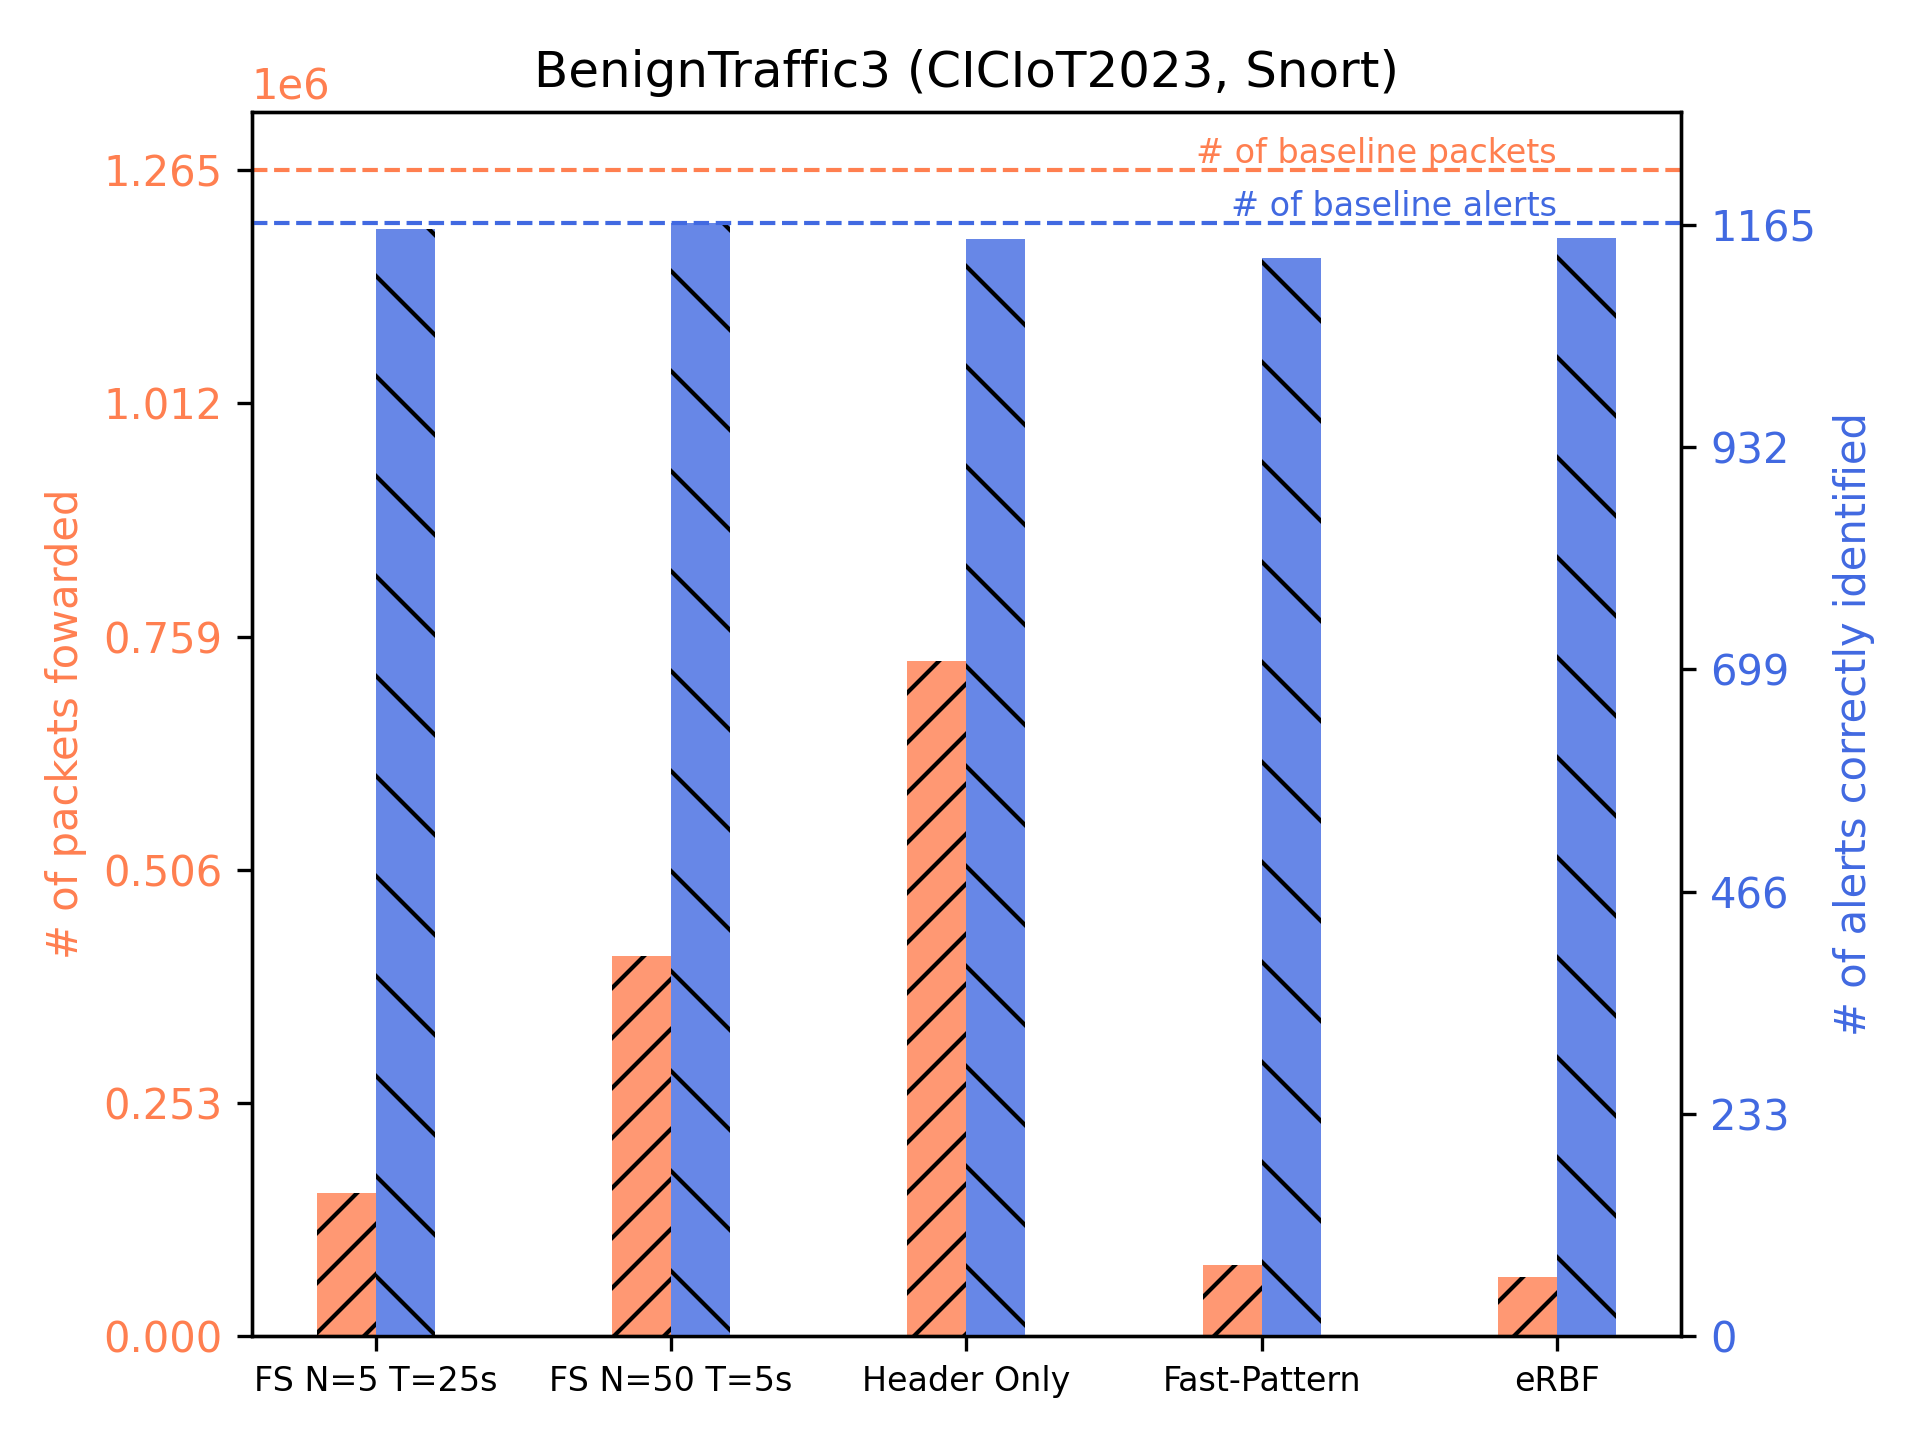 BenignTraffic3 (CICIoT2023, Snort)
1e6
# of baseline packets
# of baseline alerts
1.265
1.012
0.759
0.506
0.253
0.000
# of packets fowarded
1165
932
699
466
233
0
# of alerts correctly identified
FS N=5 T=25s
FS N=50 T=5s
Header Only
Fast-Pattern
eRBF